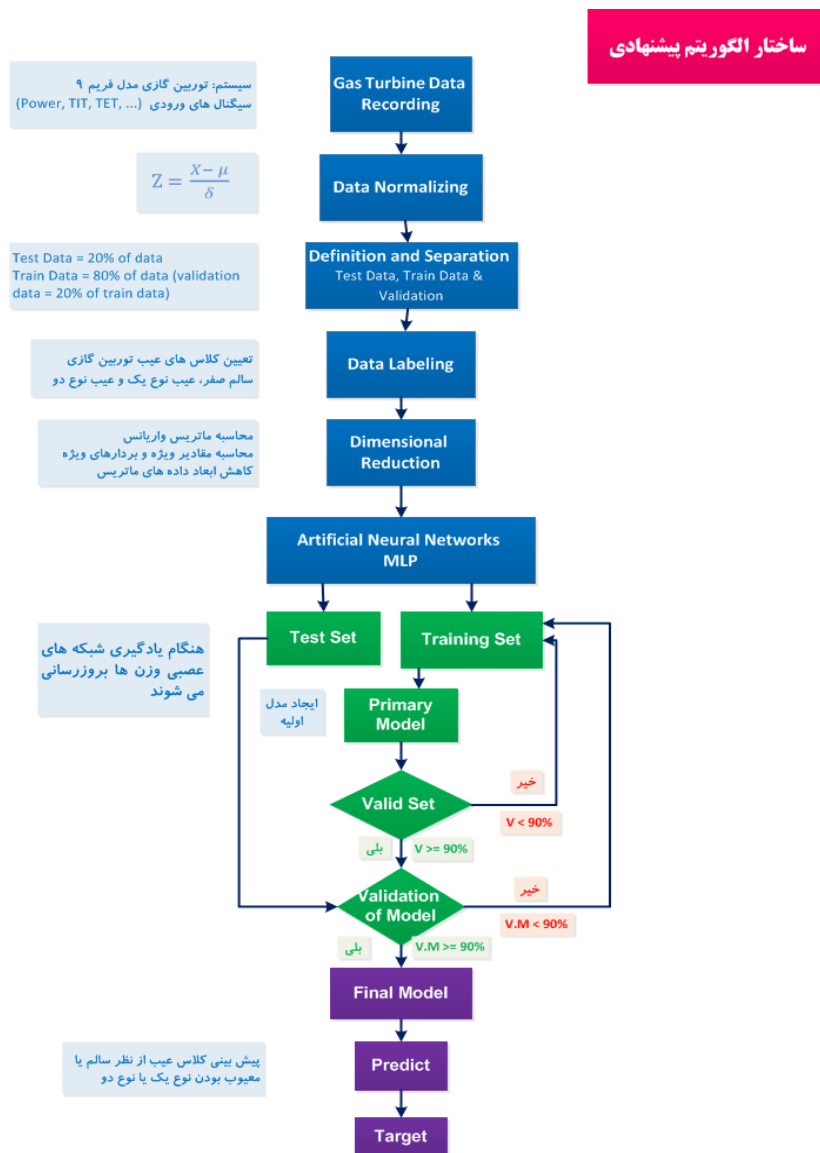 ساختار الگوریتم پیشنهادی
Gas Turbine Data
Recording
سیستم: توربین گازی مدل فریم ۹
سیگنال های ورودی (Power, TIT, TET, ...)
Data Normalizing
Z = X − μ / δ
Definition and Separation
Test Data, Train Data &
Validation
Test Data = 20% of data
Train Data = 80% of data (validation
data = 20% of train data)
Data Labeling
تعیین کلاس های عیب توربین گازی
سالم صفر، عیب نوع یک و عیب نوع دو
Dimensional
Reduction
محاسبه ماتریس واریانس
محاسبه مقادیر ویژه و بردارهای ویژه
کاهش ابعاد داده های ماتریس
Artificial Neural Networks
MLP
Test Set
Training Set
هنگام یادگیری شبکه های
عصبی وزن ها بروزرسانی
می شوند
Primary
Model
ایجاد مدل
اولیه
Valid Set
خیر
V < 90%
بلی
V >= 90%
Validation
of Model
خیر
V.M < 90%
بلی
V.M >= 90%
Final Model
Predict
پیش بینی کلاس عیب از نظر سالم یا
معیوب بودن نوع یک یا نوع دو
Target